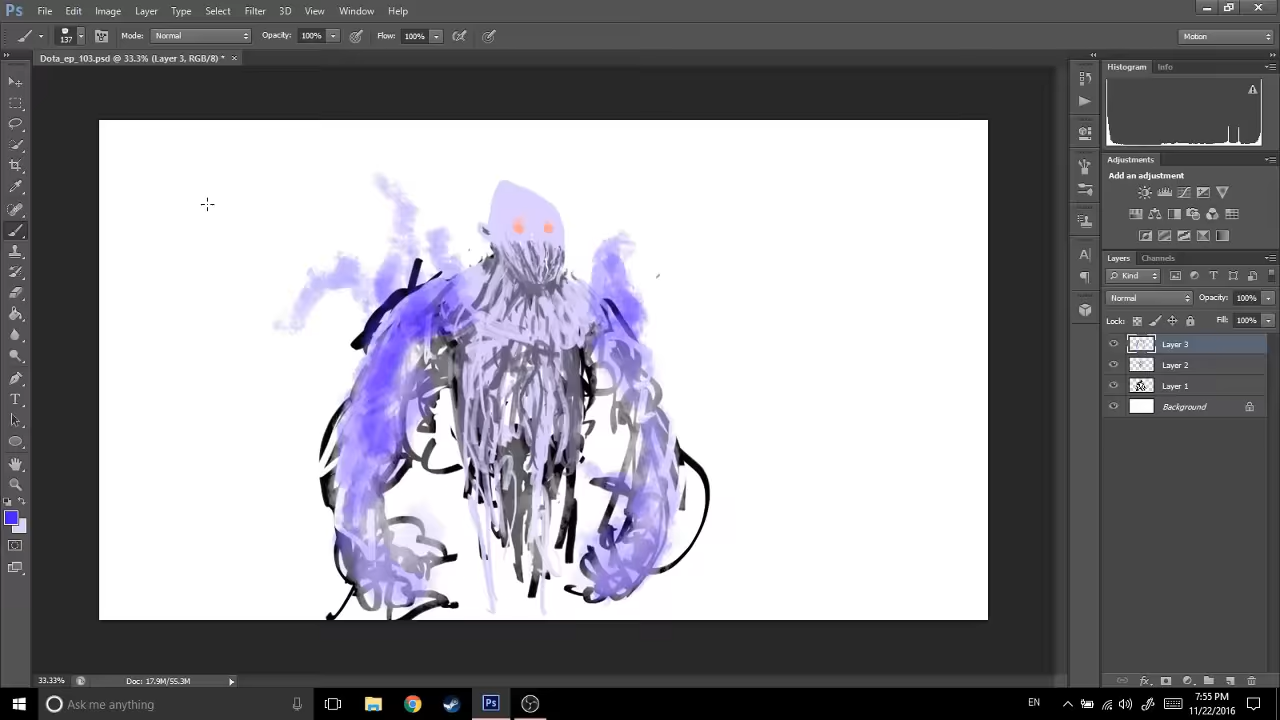 Ps File Edit Image Layer Type Select Filter 3D View Window Help
137 Mode: Normal Opacity: 100% Flow: 100% Motion
Dota_ep_103.psd @ 33.3% (Layer 3, RGB/8) * ×
Histogram Info
Adjustments
Add an adjustment
Layers Channels
Kind
Normal Opacity: 100%
Lock: Fill: 100%
Layer 3
Layer 2
Layer 1
Background
33.33% Doc: 17.9M/55.3M
Ask me anything
Ps
EN
7:55 PM
11/22/2016